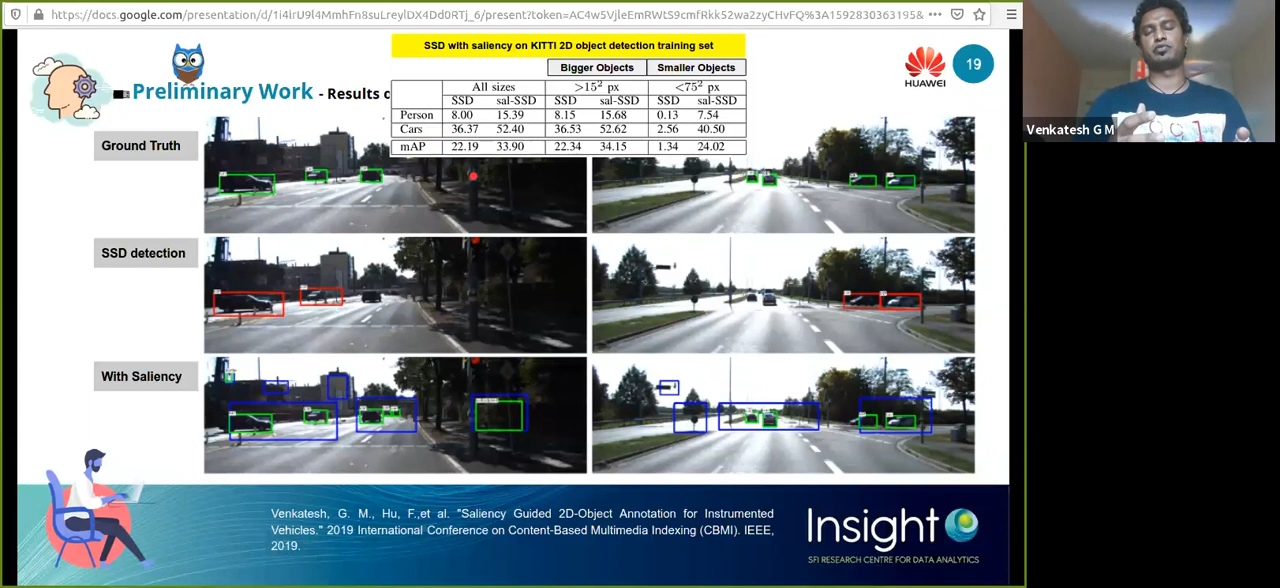 https://docs.google.com/presentation/d/1i4lrU9l4MmhFn8suLreylDX4Dd0RTj_6/present?token=AC4w5VjleEmRWtS9cmfRkk52wa2zyCHvFQ%3A1592830363195&
SSD with saliency on KITTI 2D object detection training set
Bigger Objects Smaller Objects
All sizes >15² px <75² px
SSD sal-SSD SSD sal-SSD SSD sal-SSD
Person 8.00 15.39 8.15 15.68 0.13 7.54
Cars 36.37 52.40 36.53 52.62 2.56 40.50
mAP 22.19 33.90 22.34 34.15 1.34 24.02
HUAWEI
19
Preliminary Work - Results
Venkatesh G M
Ground Truth
SSD detection
With Saliency
Venkatesh, G. M., Hu, F.,et al. "Saliency Guided 2D-Object Annotation for Instrumented
Vehicles." 2019 International Conference on Content-Based Multimedia Indexing (CBMI). IEEE,
2019.
Insight
SFI RESEARCH CENTRE FOR DATA ANALYTICS